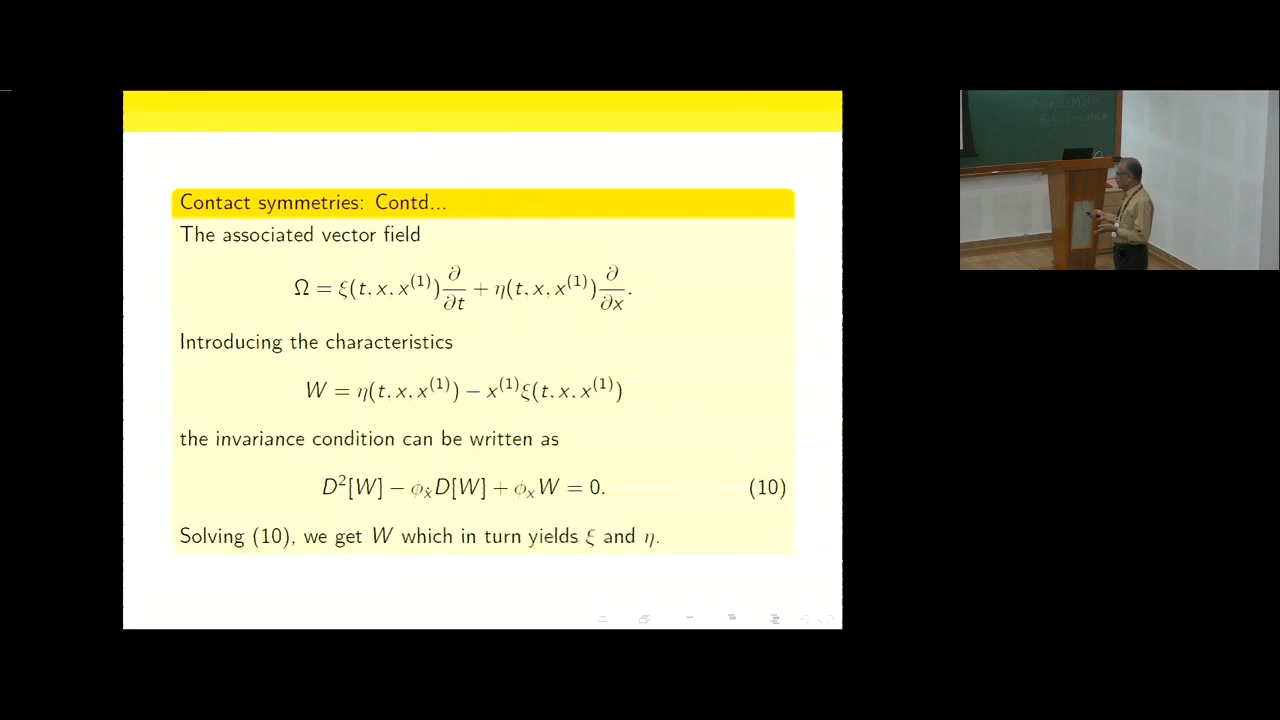 Contact symmetries: Contd...
The associated vector field
Ω = ξ(t, x, x⁽¹⁾) ∂/∂t + η(t, x, x⁽¹⁾) ∂/∂x.
Introducing the characteristics
W = η(t, x, x⁽¹⁾) − x⁽¹⁾ξ(t, x, x⁽¹⁾)
the invariance condition can be written as
D²[W] − ϕ_ẋ D[W] + ϕ_x W = 0. (10)
Solving (10), we get W which in turn yields ξ and η.